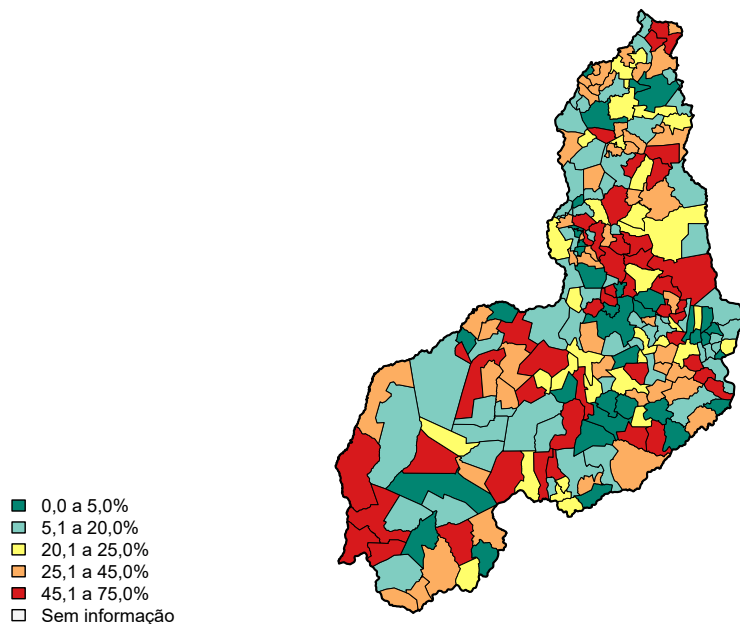 0,0 a 5,0%
5,1 a 20,0%
20,1 a 25,0%
25,1 a 45,0%
45,1 a 75,0%
Sem informação